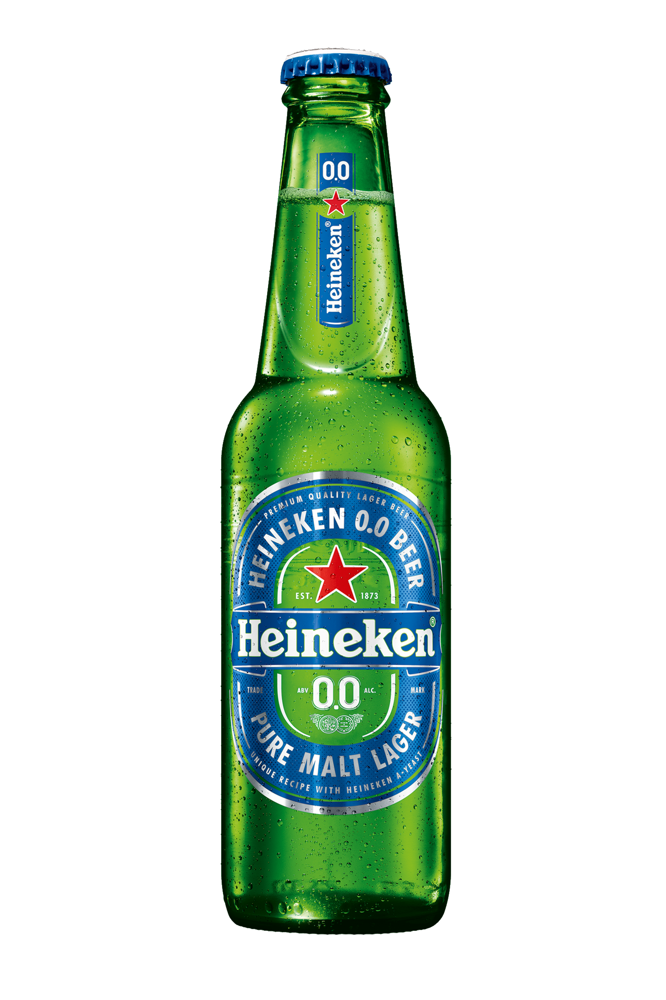 0.0
Heineken®
PREMIUM QUALITY LAGER BEER
HEINEKEN 0.0 BEER
EST. 1873
Heineken®
TRADE MARK
ABV 0.0 ALC.
PURE MALT LAGER
UNIQUE RECIPE WITH HEINEKEN A-YEAST